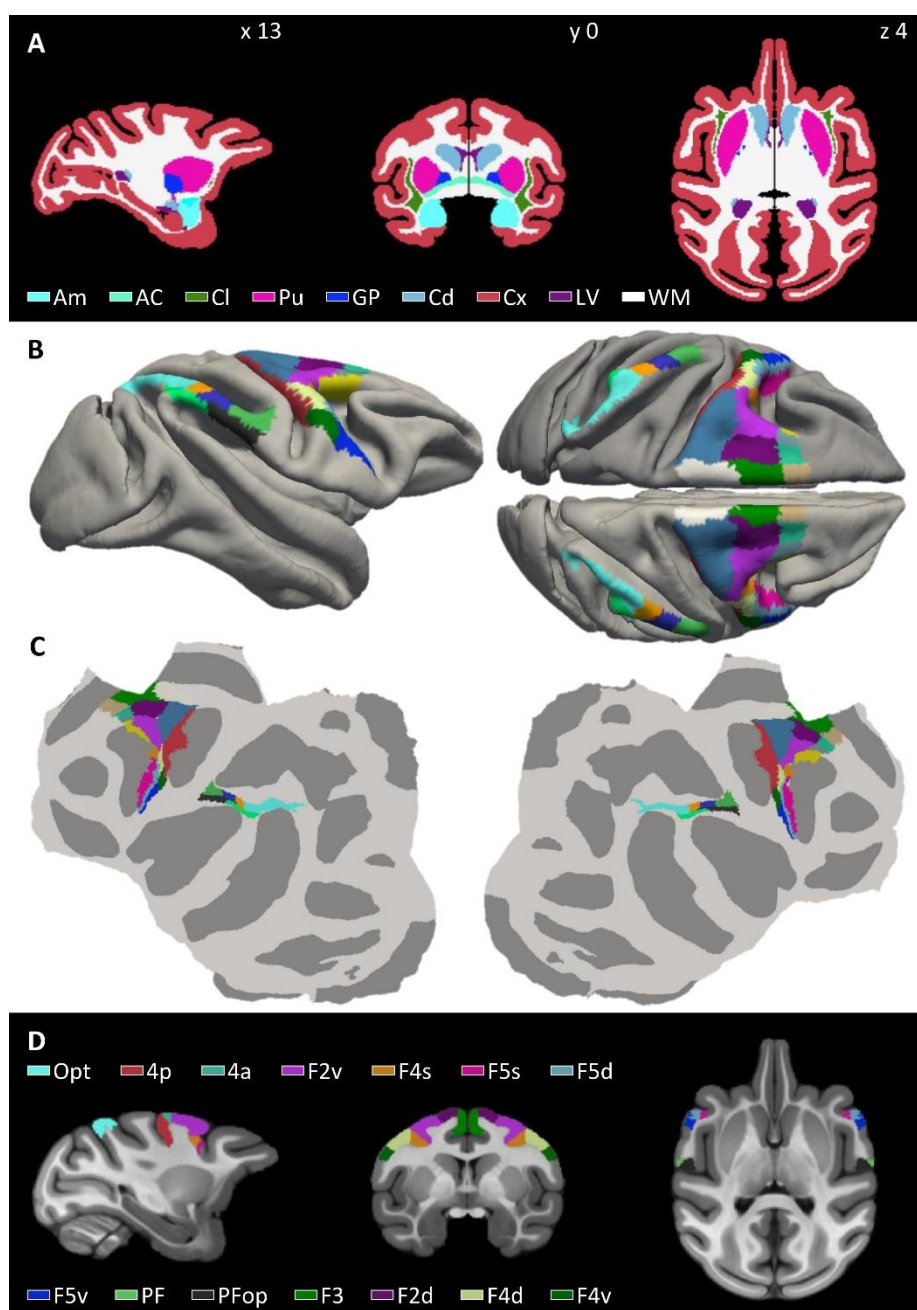 A x 13 y 0 z 4
Am AC Cl Pu GP Cd Cx LV WM
B
C
D
Opt 4p 4a F2v F4s F5s F5d
F5v PF PFop F3 F2d F4d F4v